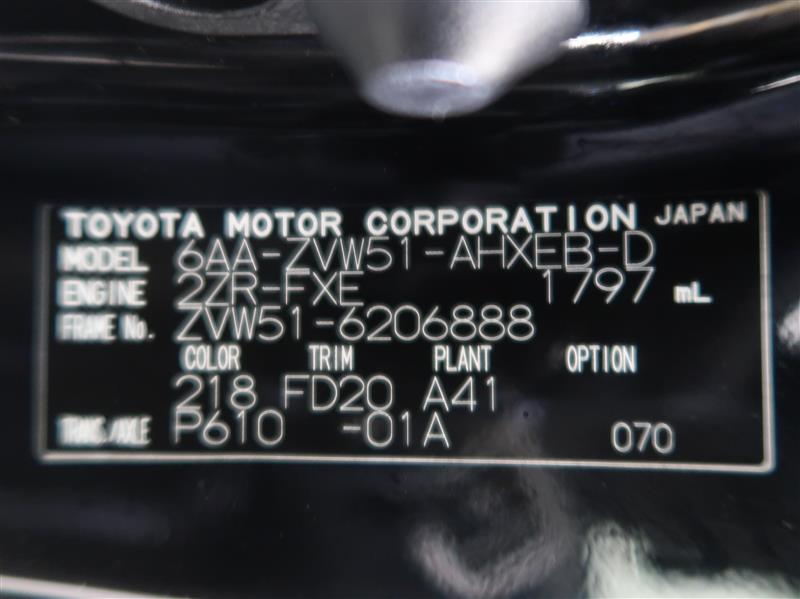 TOYOTA MOTOR CORPORATION JAPAN
MODEL 6AA-ZVW51-AHXEB-D
ENGINE 2ZR-FXE 1797 mL
FRAME No. ZVW51-6206888
COLOR TRIM PLANT OPTION
218 FD20 A41
TRANS./AXLE P610 -01A 070